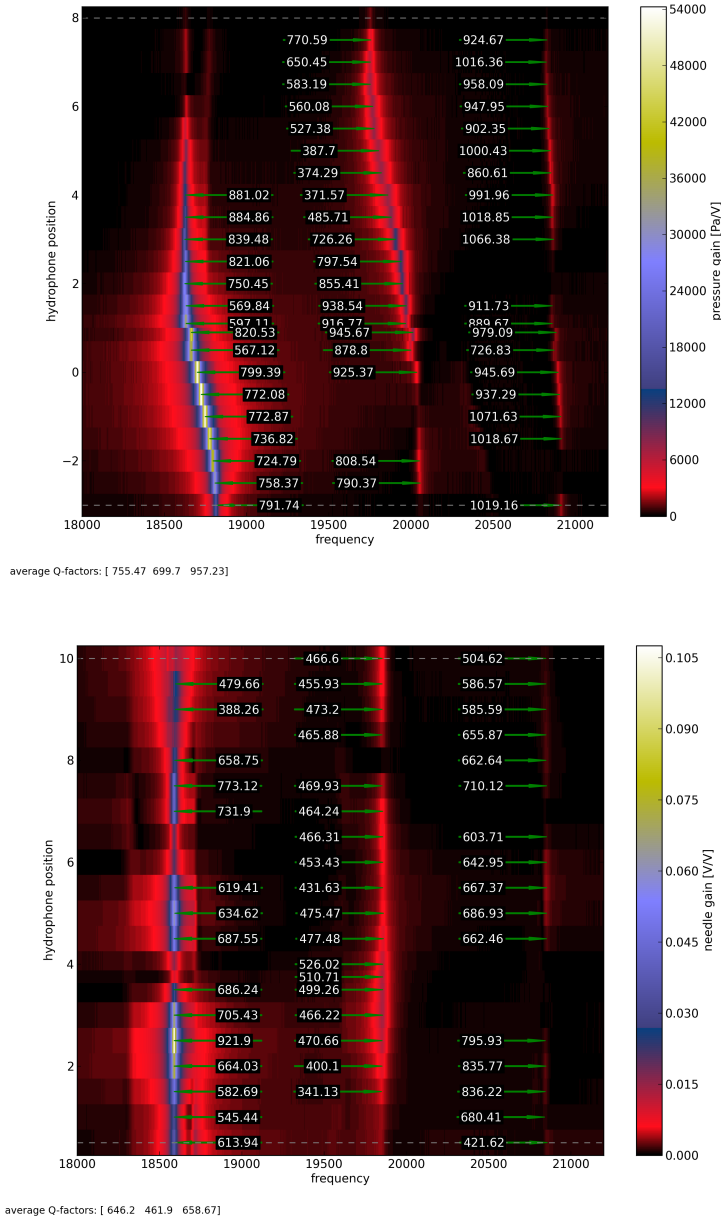 8
54000
770.59 924.67
650.45 1016.36
48000
583.19 958.09
6
560.08 947.95
42000
527.38 902.35
387.7 1000.43
374.29 860.61
36000
4
881.02 371.57 991.96
884.86 485.71 1018.85
30000
839.48 726.26 1066.38
821.06 797.54
24000
2
750.45 855.41
569.84 938.54 911.73
597.11 916.77 889.67
820.53 945.67 979.09
18000
567.12 878.8 726.83
0
799.39 925.37 945.69
772.08 937.29
12000
772.87 1071.63
736.82 1018.67
−2
724.79 808.54
6000
758.37 790.37
791.74 1019.16
0
18000 18500 19000 19500 20000 20500 21000
frequency
hydrophone position
pressure gain [Pa/V]
average Q-factors: [ 755.47 699.7 957.23]
10
466.6 504.62
0.105
479.66 455.93 586.57
388.26 473.2 585.59
465.88 655.87
0.090
8
658.75 662.64
773.12 469.93 710.12
731.9 464.24
0.075
466.31 603.71
6
453.43 642.95
619.41 431.63 667.37
0.060
634.62 475.47 686.93
687.55 477.48 662.46
0.045
4
526.02
510.71
686.24 499.26
705.43 466.22
0.030
921.9 470.66 795.93
2
664.03 400.1 835.77
582.69 341.13 836.22
0.015
545.44 680.41
613.94 421.62
0.000
18000 18500 19000 19500 20000 20500 21000
frequency
hydrophone position
needle gain [V/V]
average Q-factors: [ 646.2 461.9 658.67]